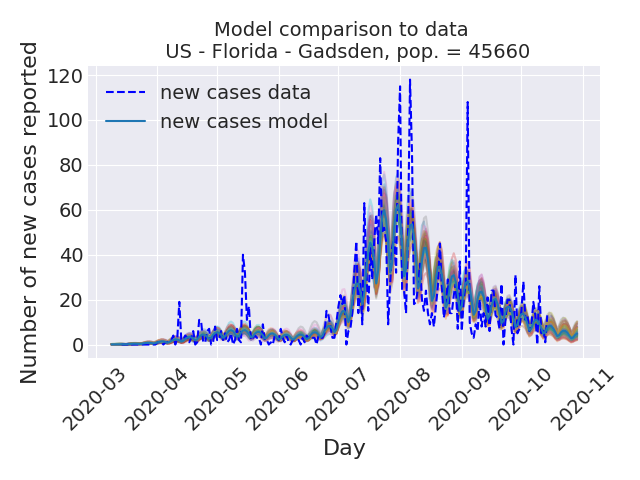 Model comparison to data
US - Florida - Gadsden, pop. = 45660
Number of new cases reported
120
100
80
60
40
20
0
new cases data
new cases model
2020-03
2020-04
2020-05
2020-06
2020-07
2020-08
2020-09
2020-10
2020-11
Day